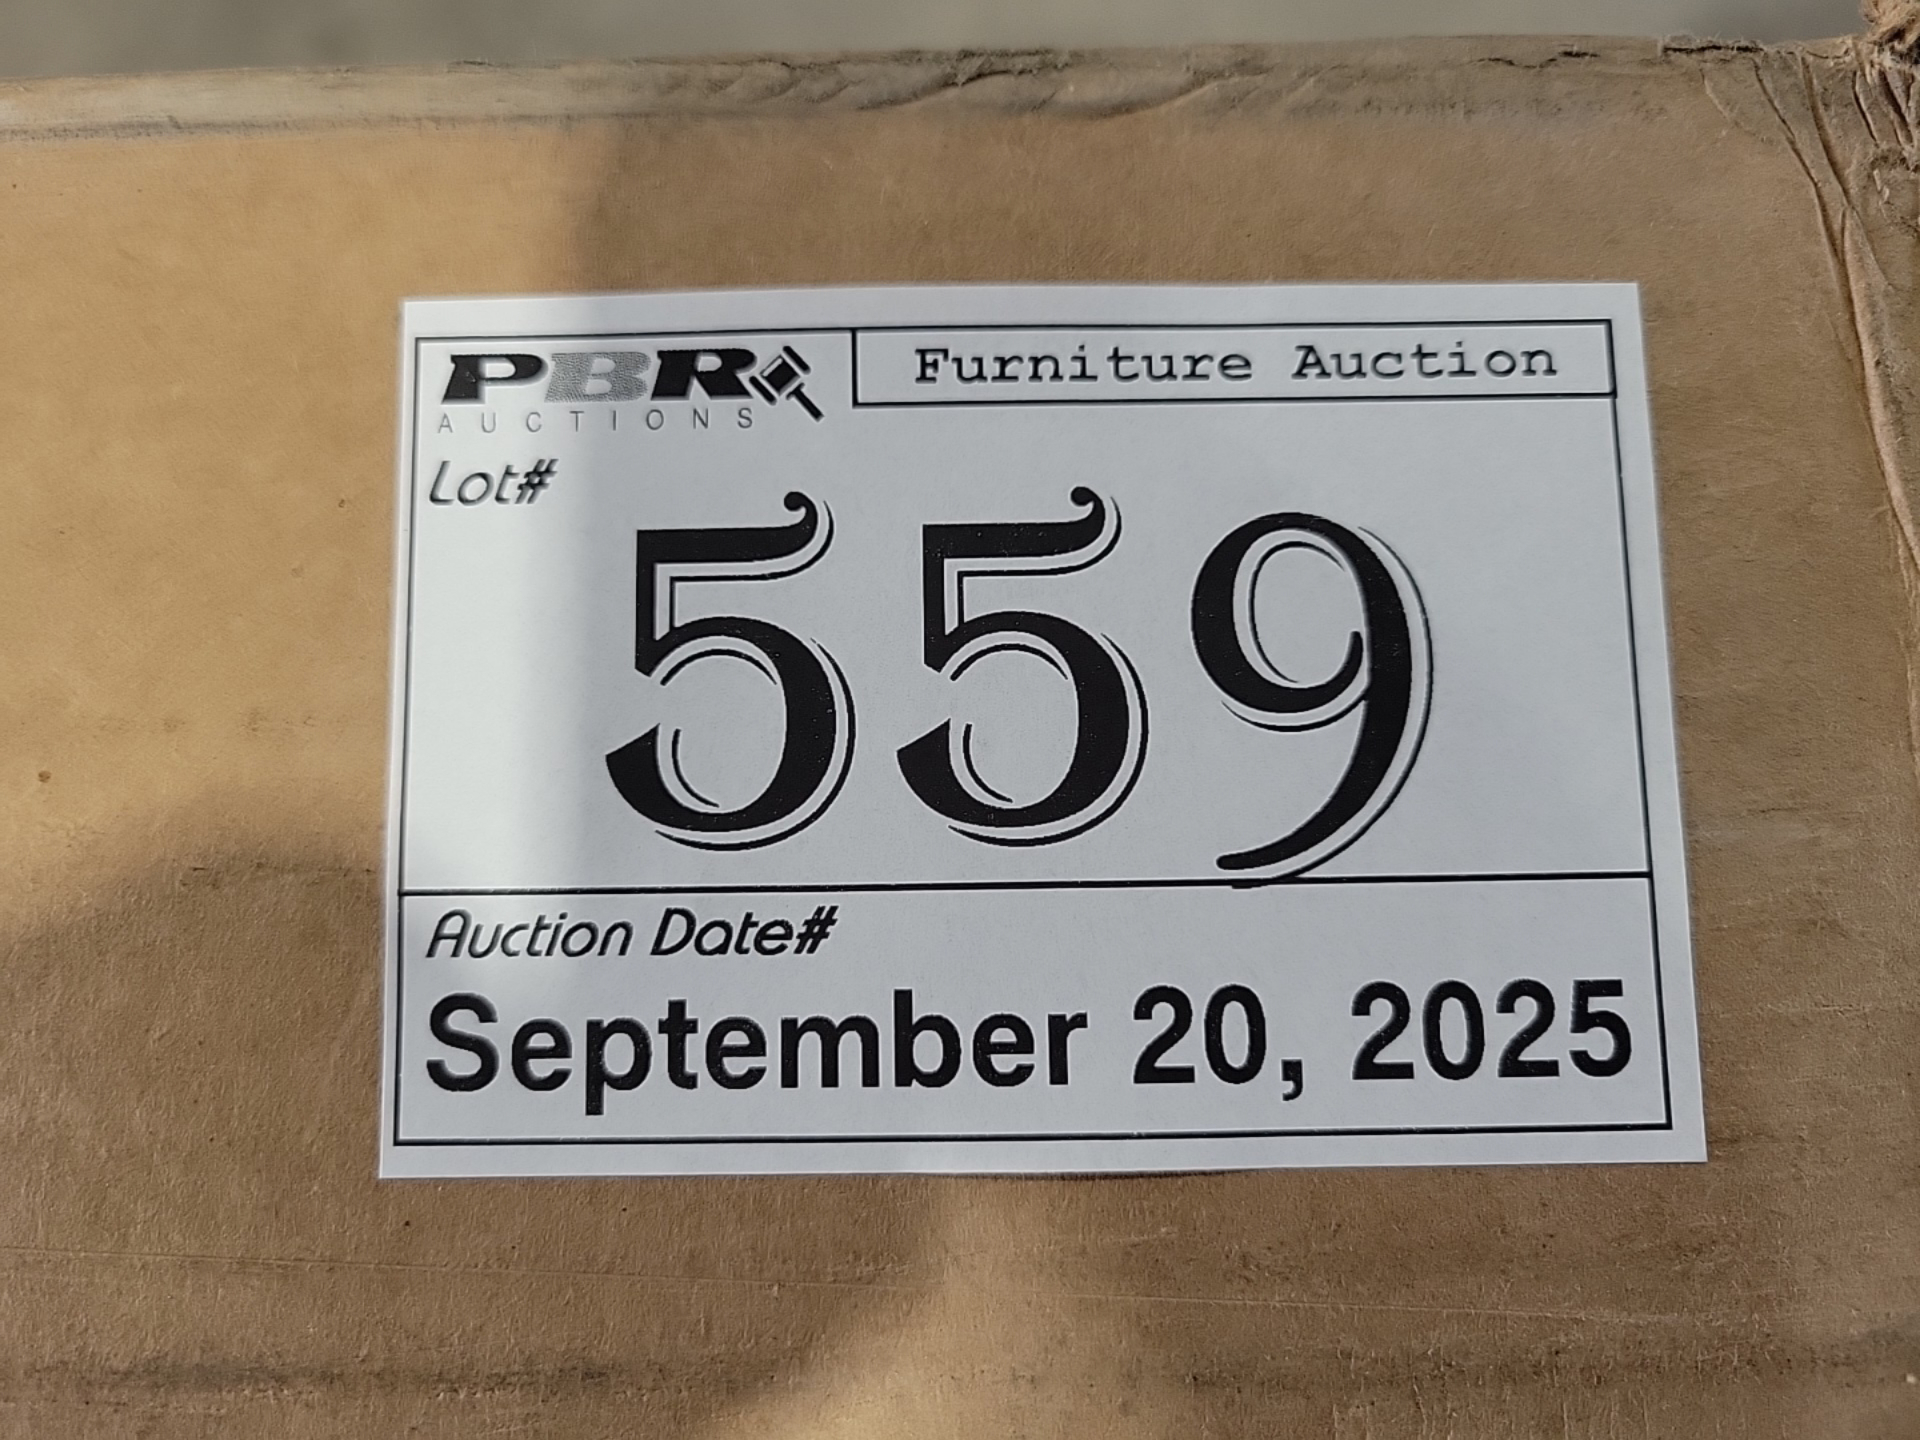 PBR
AUCTIONS
Furniture Auction
Lot#
559
Auction Date#
September 20, 2025